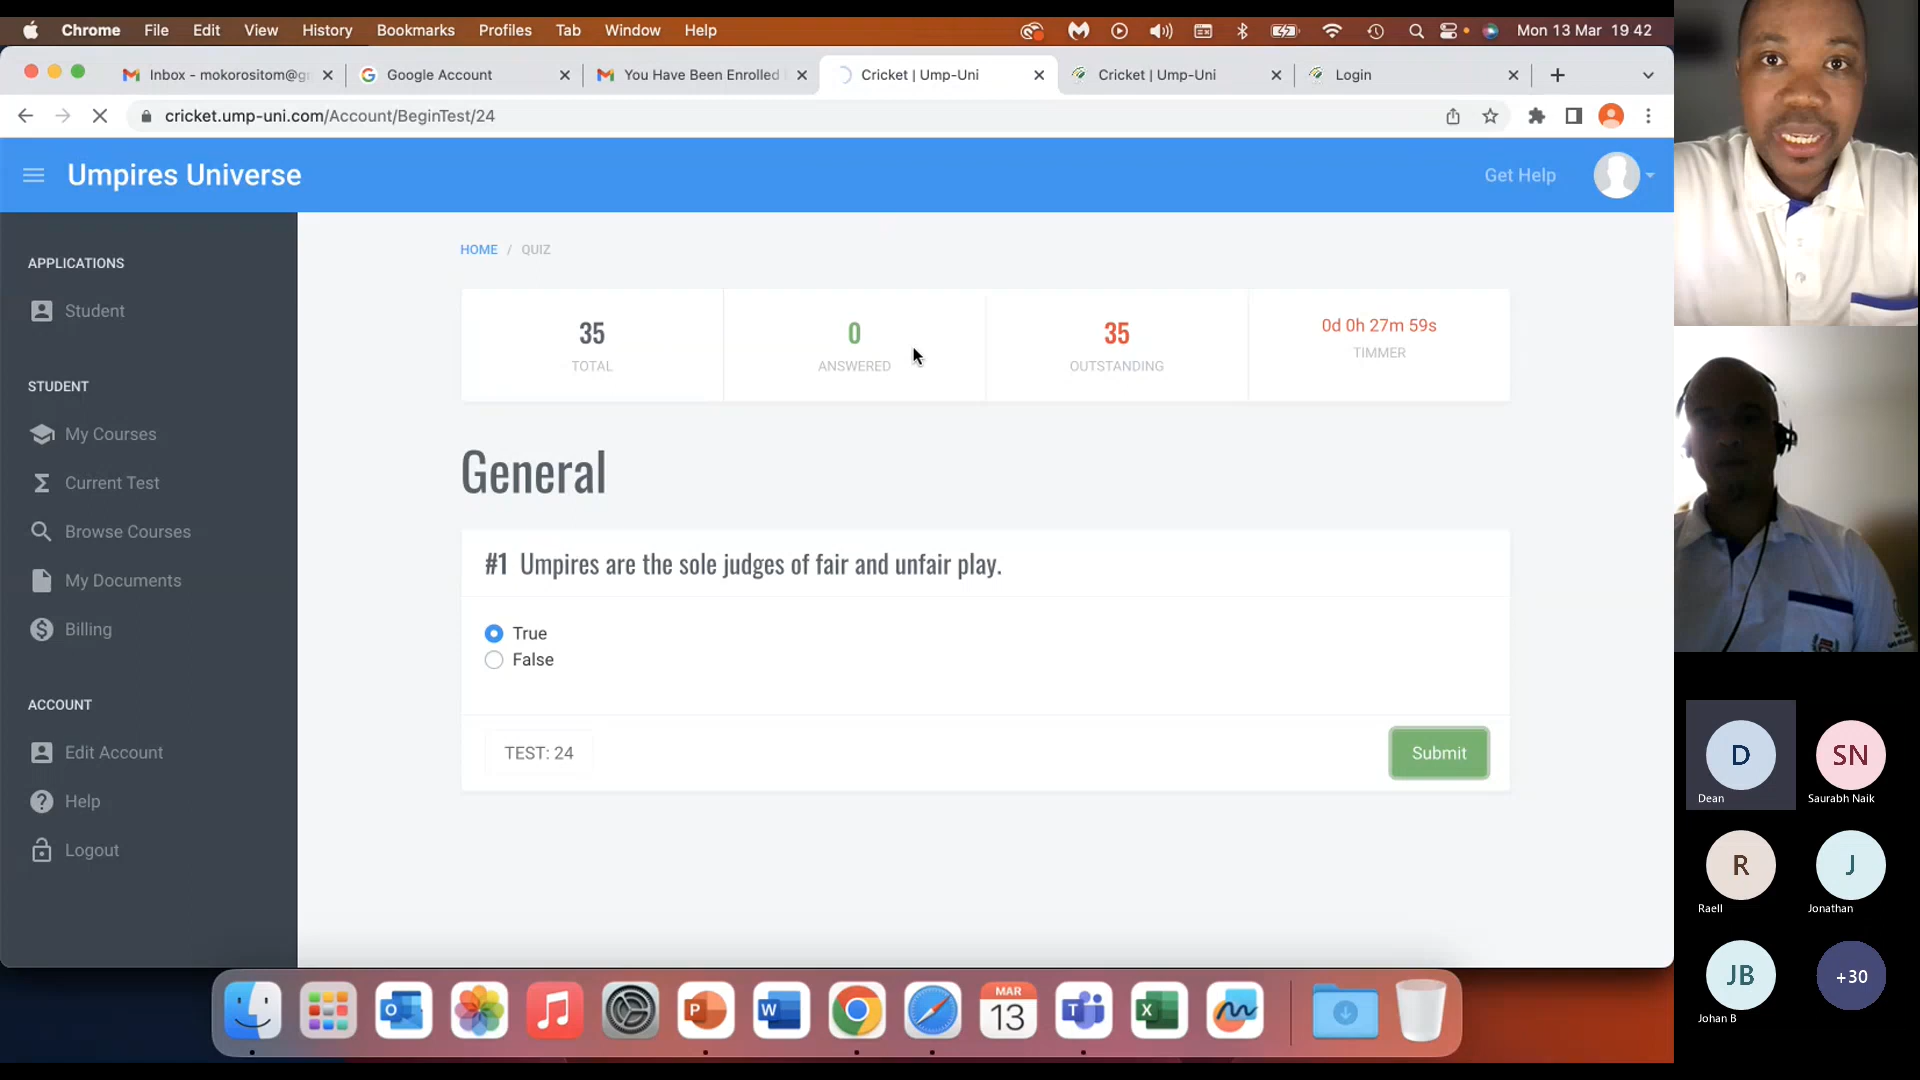 Chrome File Edit View History Bookmarks Profiles Tab Window Help Mon 13 Mar 19 42
Inbox - mokorositom@g
Google Account
You Have Been Enrolled
Cricket | Ump-Uni
Cricket | Ump-Uni
Login
cricket.ump-uni.com/Account/BeginTest/24
Umpires Universe
Get Help
APPLICATIONS
Student
STUDENT
My Courses
Current Test
Browse Courses
My Documents
Billing
ACCOUNT
Edit Account
Help
Logout
HOME / QUIZ
35
TOTAL
0
ANSWERED
35
OUTSTANDING
0d 0h 27m 59s
TIMMER
General
#1 Umpires are the sole judges of fair and unfair play.
True
False
TEST: 24
Submit
D
Dean
SN
Saurabh Naik
R
Raell
J
Jonathan
JB
Johan B
+30
MAR
13